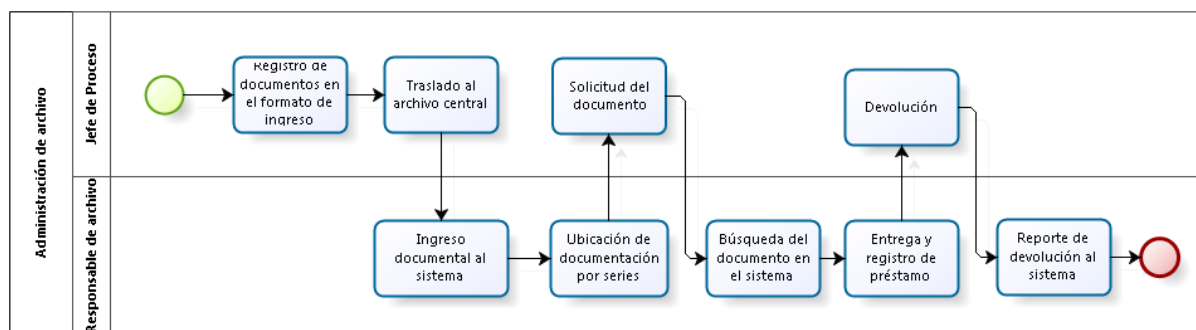 Administración de archivo
Jefe de Proceso
Registro de
documentos en
el formato de
ingreso
Traslado al
archivo central
Solicitud del
documento
Devolución
Responsable de archivo
Ingreso
documental al
sistema
Ubicación de
documentación
por series
Búsqueda del
documento en
el sistema
Entrega y
registro de
préstamo
Reporte de
devolución al
sistema